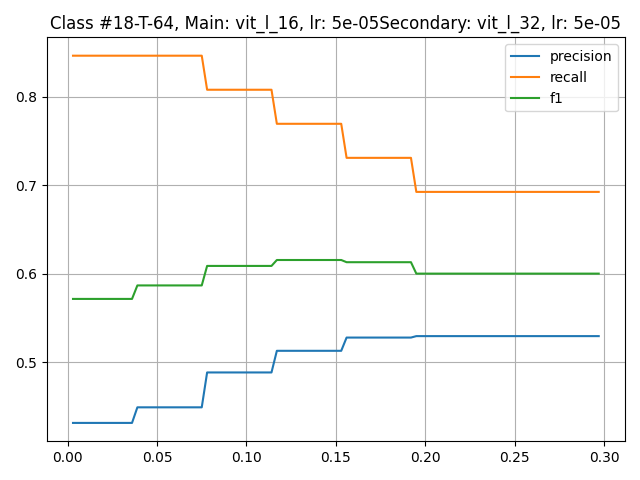 Class #18-T-64, Main: vit_l_16, lr: 5e-05Secondary: vit_l_32, lr: 5e-05
precision
recall
f1
0.8
0.7
0.6
0.5
0.00 0.05 0.10 0.15 0.20 0.25 0.30